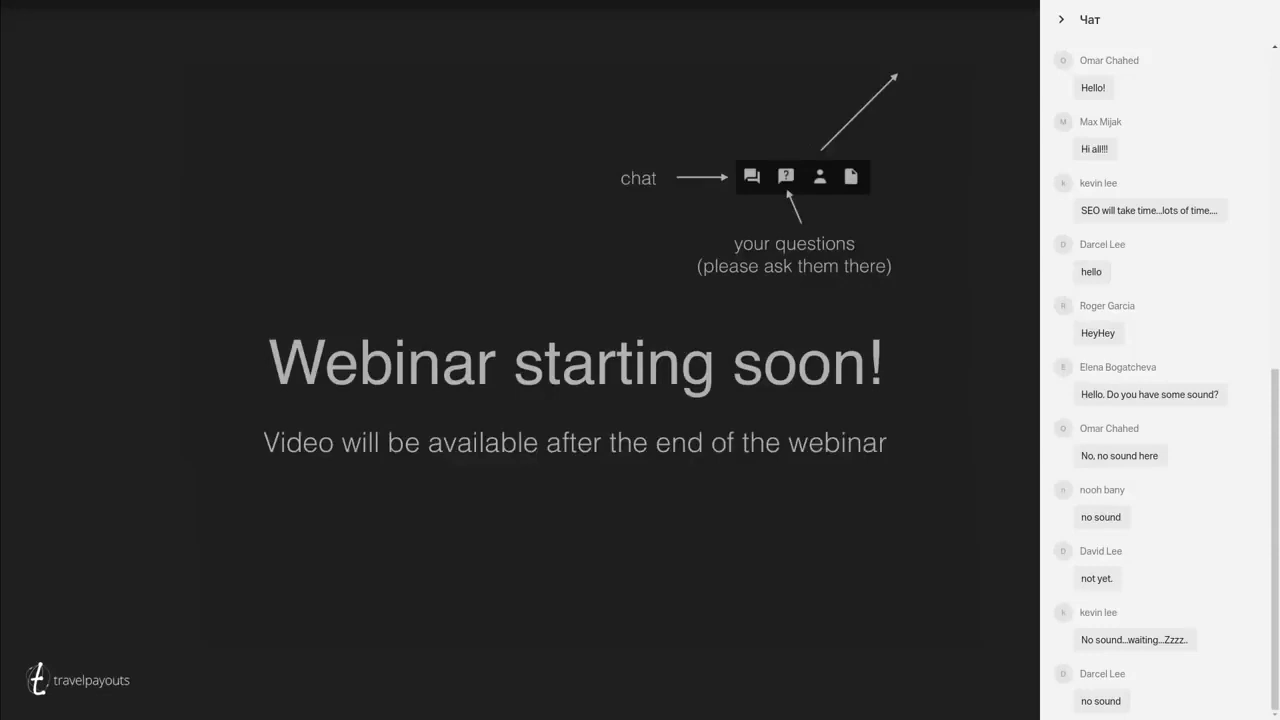 chat
your questions
(please ask them there)
Webinar starting soon!
Video will be available after the end of the webinar
travelpayouts
Чат
O
Omar Chahed
Hello!
M
Max Mijak
Hi all!!!
k
kevin lee
SEO will take time...lots of time....
D
Darcel Lee
hello
R
Roger Garcia
HeyHey
E
Elena Bogatcheva
Hello. Do you have some sound?
O
Omar Chahed
No, no sound here
n
nooh bany
no sound
D
David Lee
not yet.
k
kevin lee
No sound...waiting...Zzzz..
D
Darcel Lee
no sound